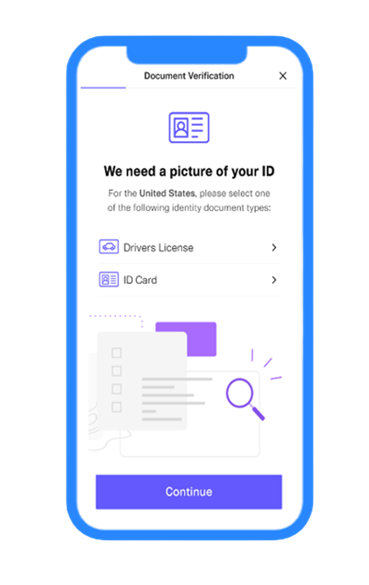 Document Verification
We need a picture of your ID
For the United States, please select one
of the following identity document types:
Drivers License
ID Card
Continue